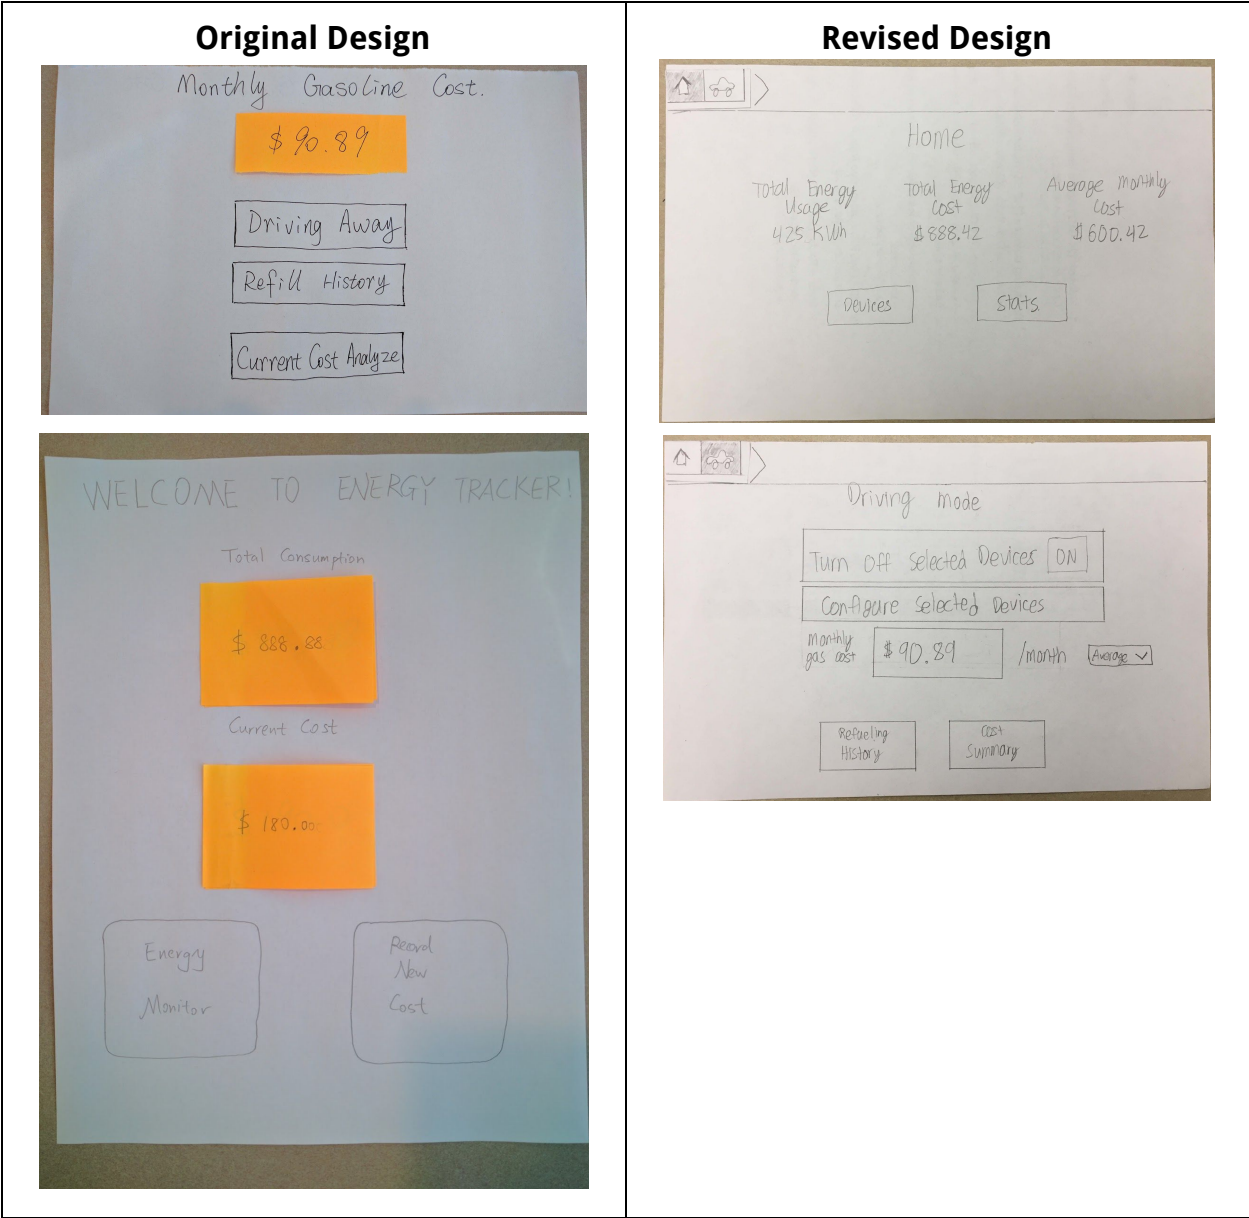 Original Design
Monthly Gasoline Cost.
$90.89
Driving Away
Refill History
Current Cost Analyze
WELCOME TO ENERGY TRACKER!
Total Consumption
$ 888.88
Current Cost
$ 180.00
Energy
Monitor
Record
New
Cost
Revised Design
Home
Total Energy
Usage
425 KWh
Total Energy
Cost
$888.42
Average Monthly
Cost
$600.42
Devices
Stats.
Driving mode
Turn Off Selected Devices ON
Configure Selected Devices
monthly
gas cost
$90.89
/month
Average
Refueling
History
Cost
Summary